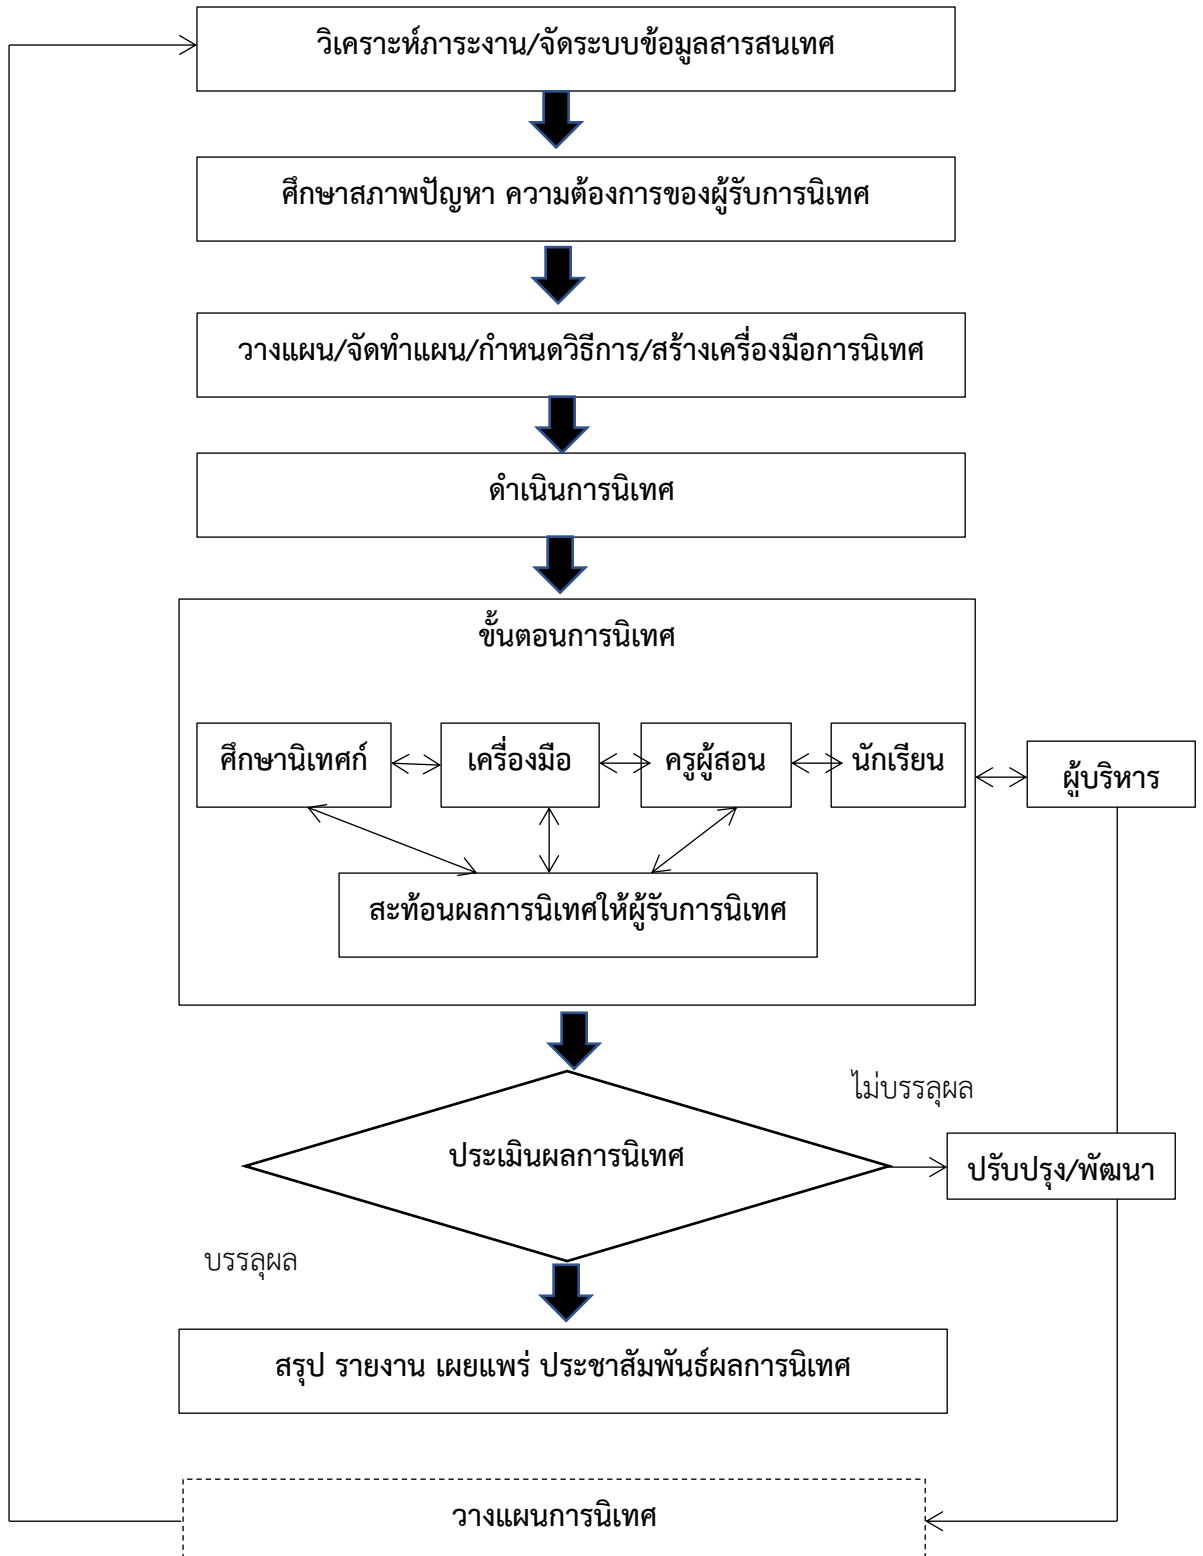 วิเคราะห์ภาระงาน/จัดระบบข้อมูลสารสนเทศ
ศึกษาสภาพปัญหา ความต้องการของผู้รับการนิเทศ
วางแผน/จัดทำแผน/กำหนดวิธีการ/สร้างเครื่องมือการนิเทศ
ดำเนินการนิเทศ
ขั้นตอนการนิเทศ
ศึกษานิเทศก์
เครื่องมือ
ครูผู้สอน
นักเรียน
ผู้บริหาร
สะท้อนผลการนิเทศให้ผู้รับการนิเทศ
ไม่บรรลุผล
ประเมินผลการนิเทศ
ปรับปรุง/พัฒนา
บรรลุผล
สรุป รายงาน เผยแพร่ ประชาสัมพันธ์ผลการนิเทศ
วางแผนการนิเทศ